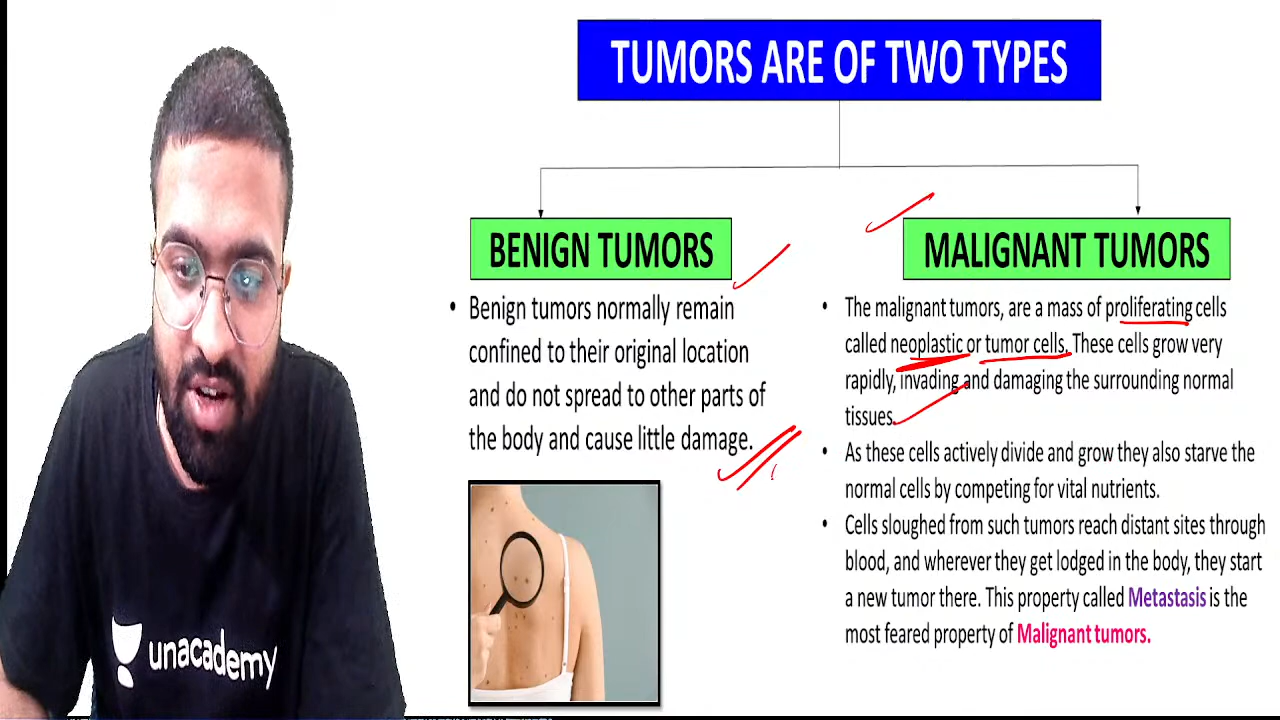 TUMORS ARE OF TWO TYPES
BENIGN TUMORS
• Benign tumors normally remain
confined to their original location
and do not spread to other parts of
the body and cause little damage.
MALIGNANT TUMORS
• The malignant tumors, are a mass of proliferating cells
called neoplastic or tumor cells. These cells grow very
rapidly, invading and damaging the surrounding normal
tissues.
• As these cells actively divide and grow they also starve the
normal cells by competing for vital nutrients.
• Cells sloughed from such tumors reach distant sites through
blood, and wherever they get lodged in the body, they start
a new tumor there. This property called Metastasis is the
most feared property of Malignant tumors.
unacademy